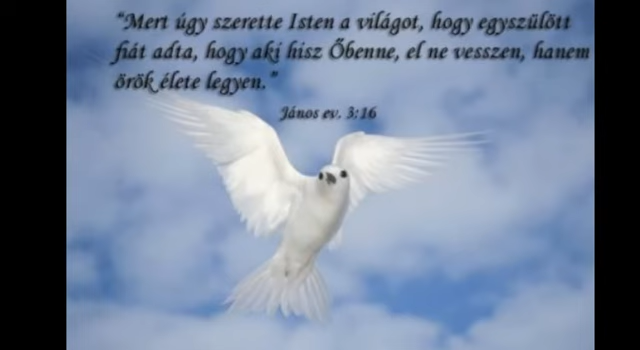 “Mert úgy szerette Isten a világot, hogy egyszülött
fiát adta, hogy aki hisz Őbenne, el ne vesszen, hanem
örök élete legyen.”
János ev. 3:16